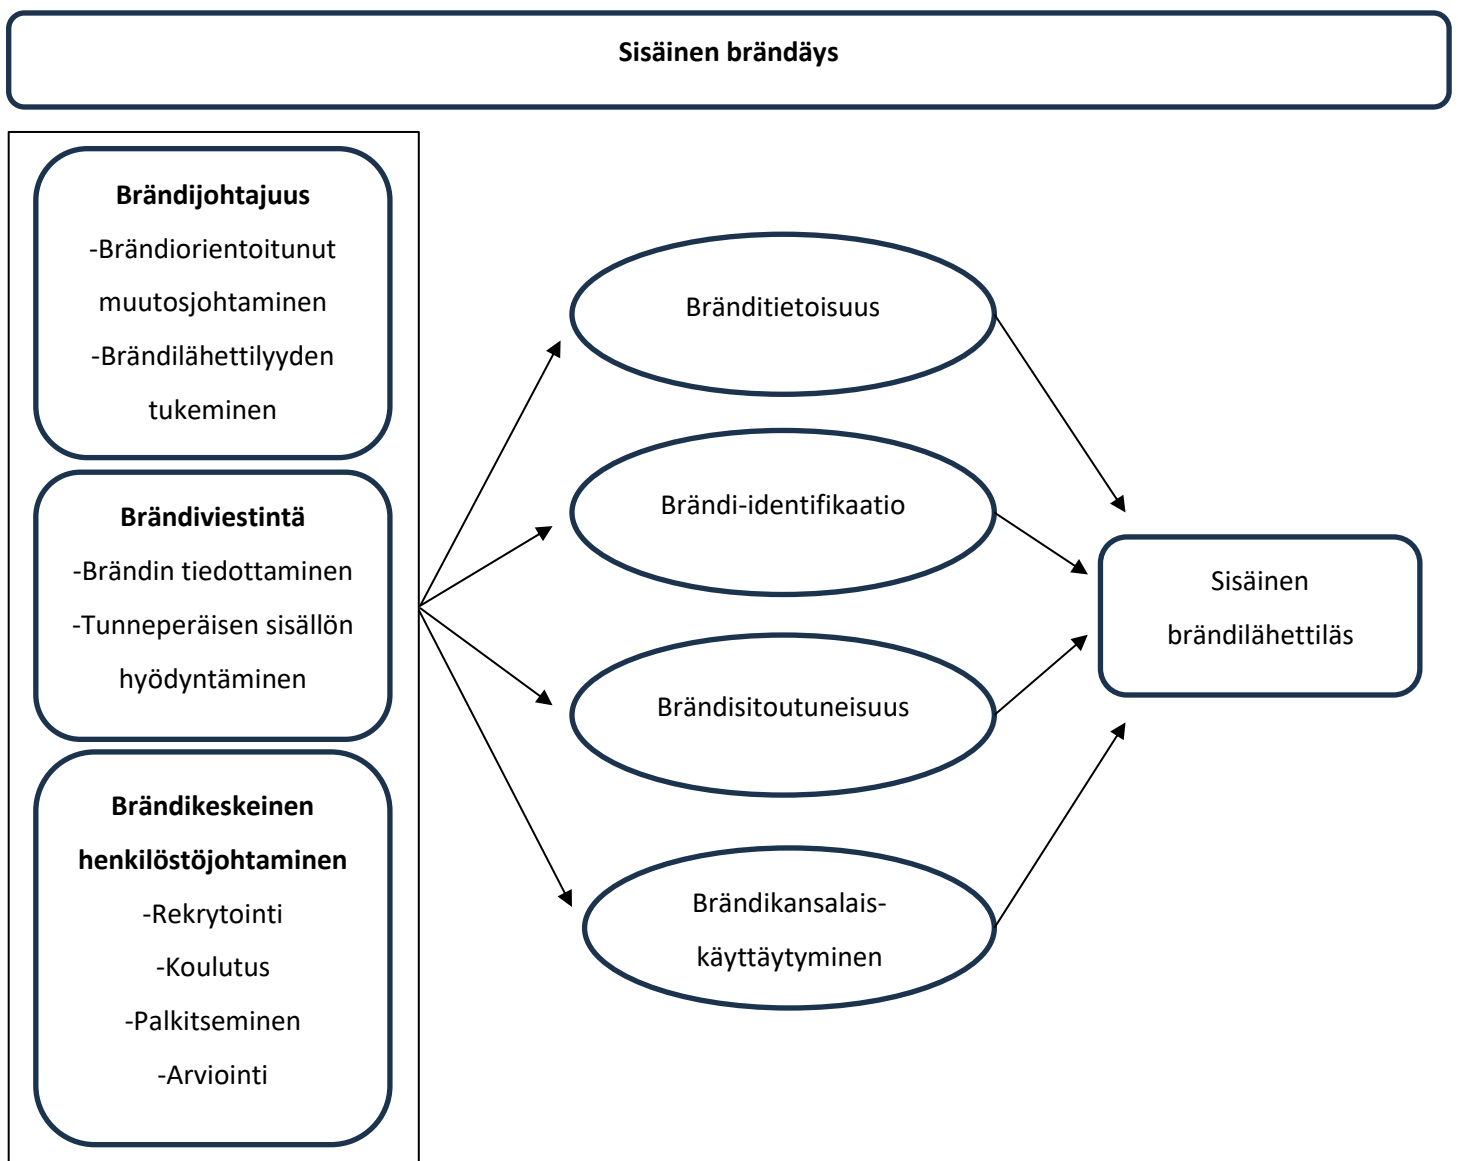 Sisäinen brändäys
Brändijohtajuus
-Brändiorientoitunut
muutosjohtaminen
-Brändilähettilyyden
tukeminen
Brändiviestintä
-Brändin tiedottaminen
-Tunneperäisen sisällön
hyödyntäminen
Brändikeskeinen
henkilöstöjohtaminen
-Rekrytointi
-Koulutus
-Palkitseminen
-Arviointi
Bränditietoisuus
Brändi-identifikaatio
Brändisitoutuneisuus
Brändikansalais-
käyttäytyminen
Sisäinen
brändilähettiläs